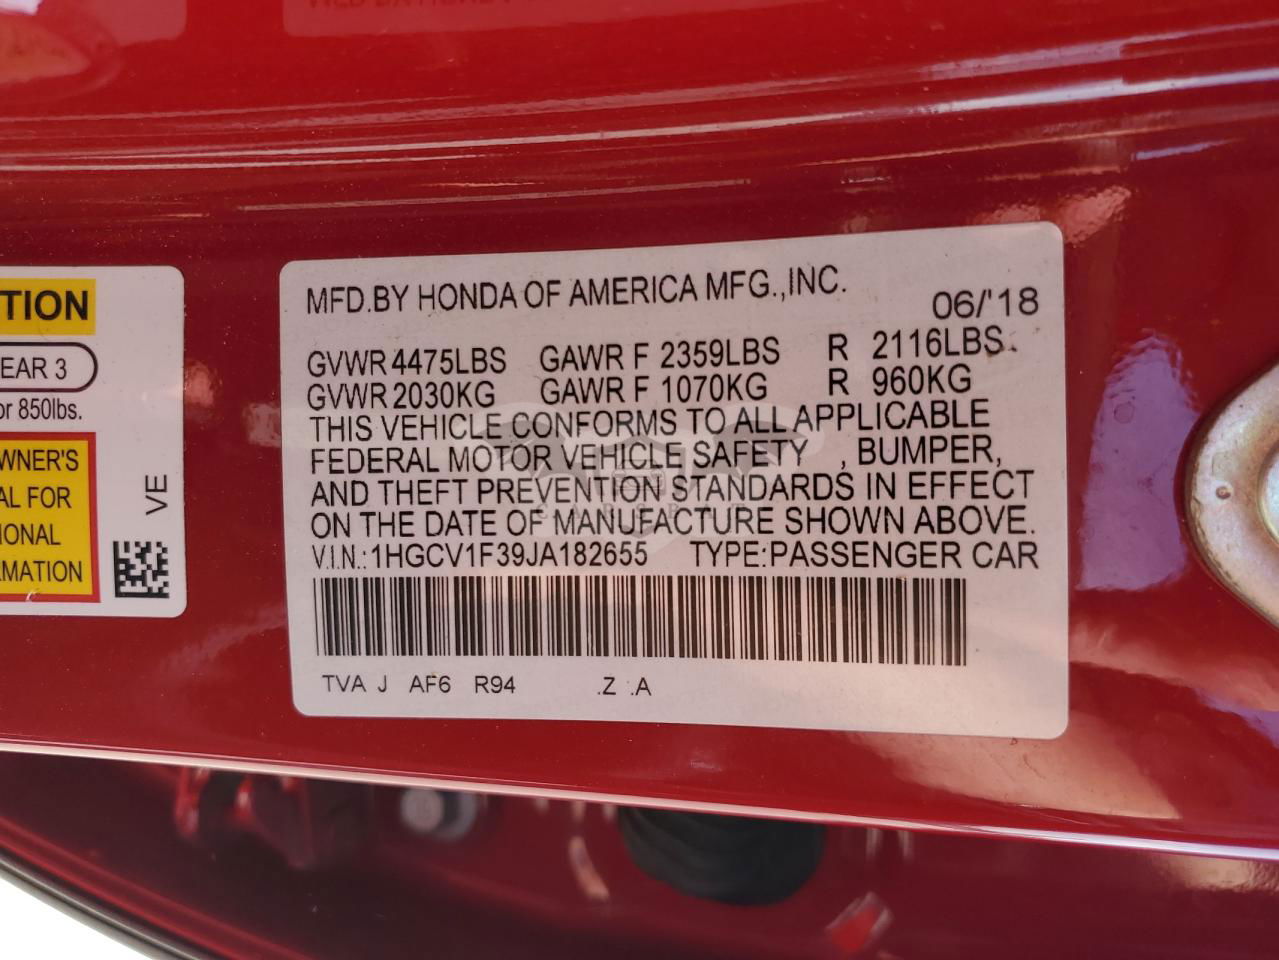 TION
EAR 3
or 850lbs.
WNER'S
AL FOR
IONAL
RMATION
VE
MFD.BY HONDA OF AMERICA MFG.,INC.
06/'18
GVWR 4475LBS GAWR F 2359LBS R 2116LBS
GVWR 2030KG GAWR F 1070KG R 960KG
THIS VEHICLE CONFORMS TO ALL APPLICABLE
FEDERAL MOTOR VEHICLE SAFETY , BUMPER,
AND THEFT PREVENTION STANDARDS IN EFFECT
ON THE DATE OF MANUFACTURE SHOWN ABOVE.
V.I.N.:1HGCV1F39JA182655 TYPE:PASSENGER CAR
TVA J AF6 R94 .Z .A